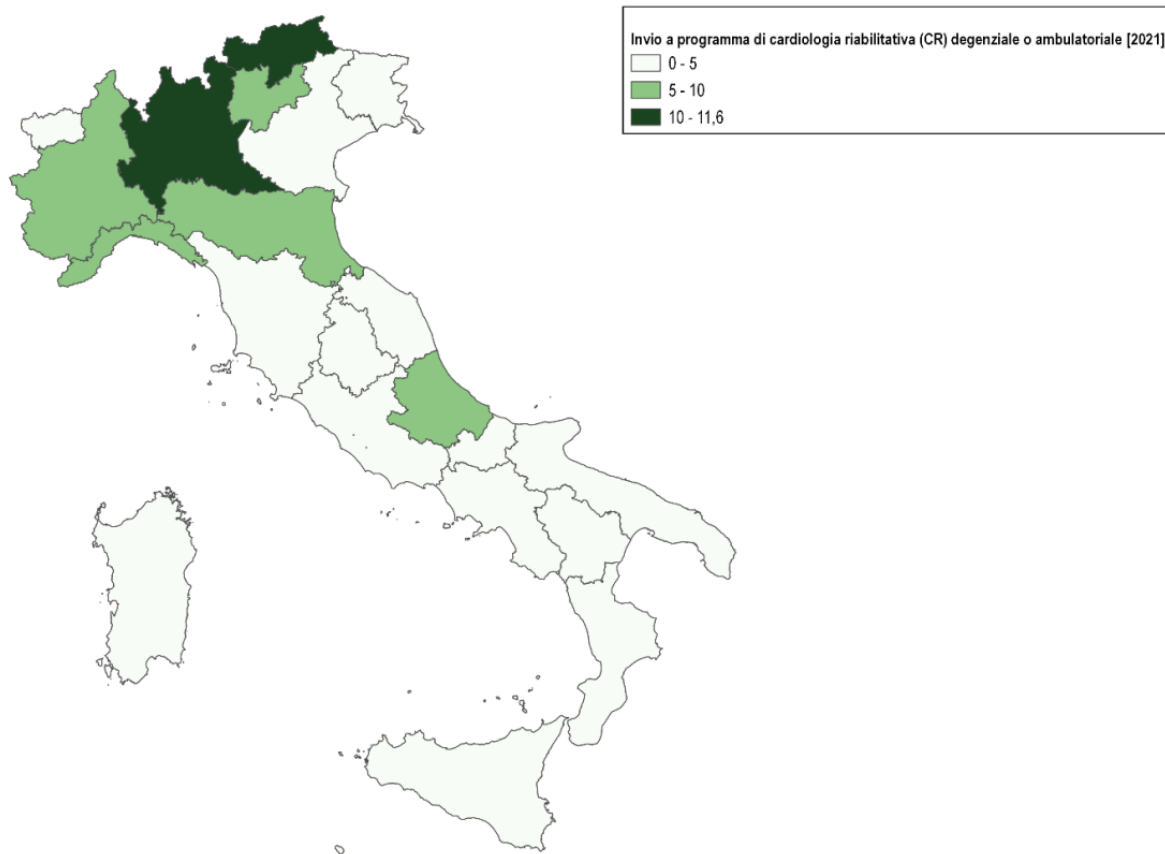 Invio a programma di cardiologia riabilitativa (CR) degenziale o ambulatoriale [2021]
0 - 5
5 - 10
10 - 11,6